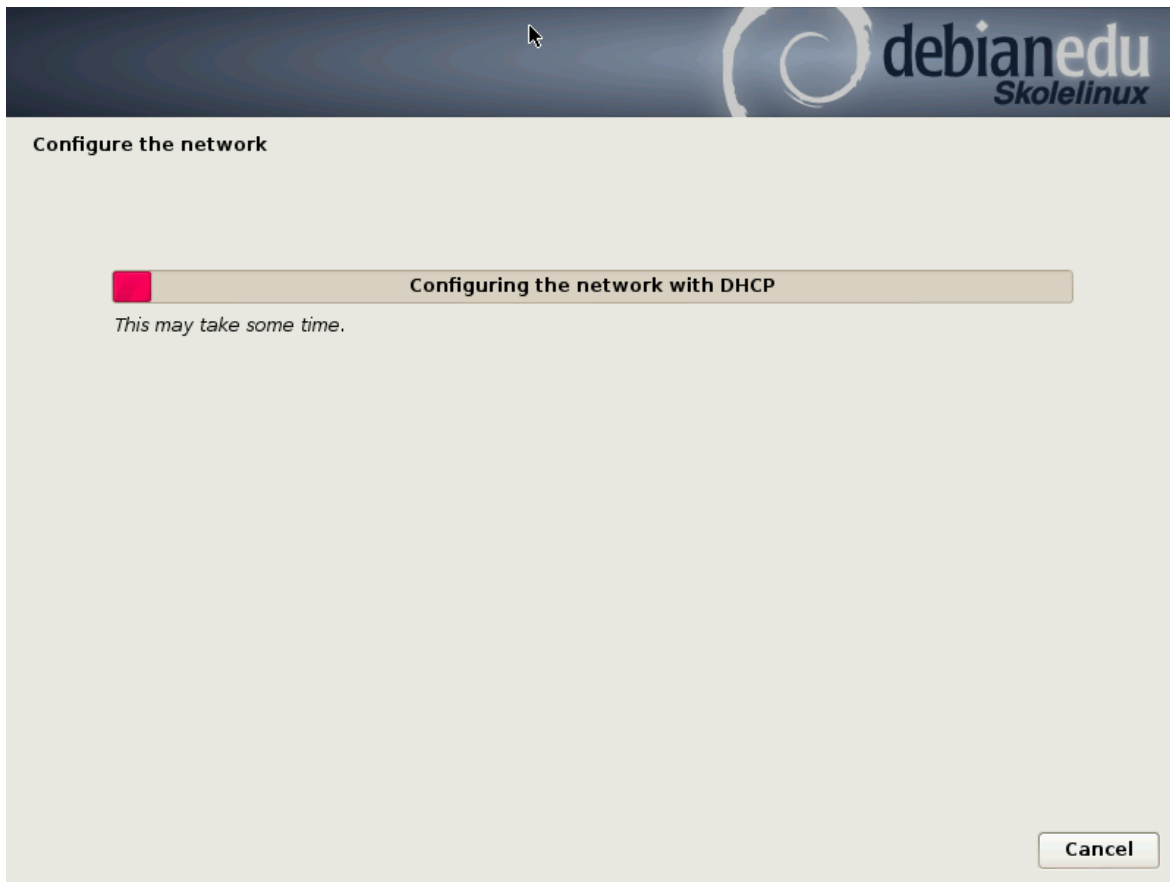 debianedu
Skolelinux
Configure the network
Configuring the network with DHCP
This may take some time.
Cancel